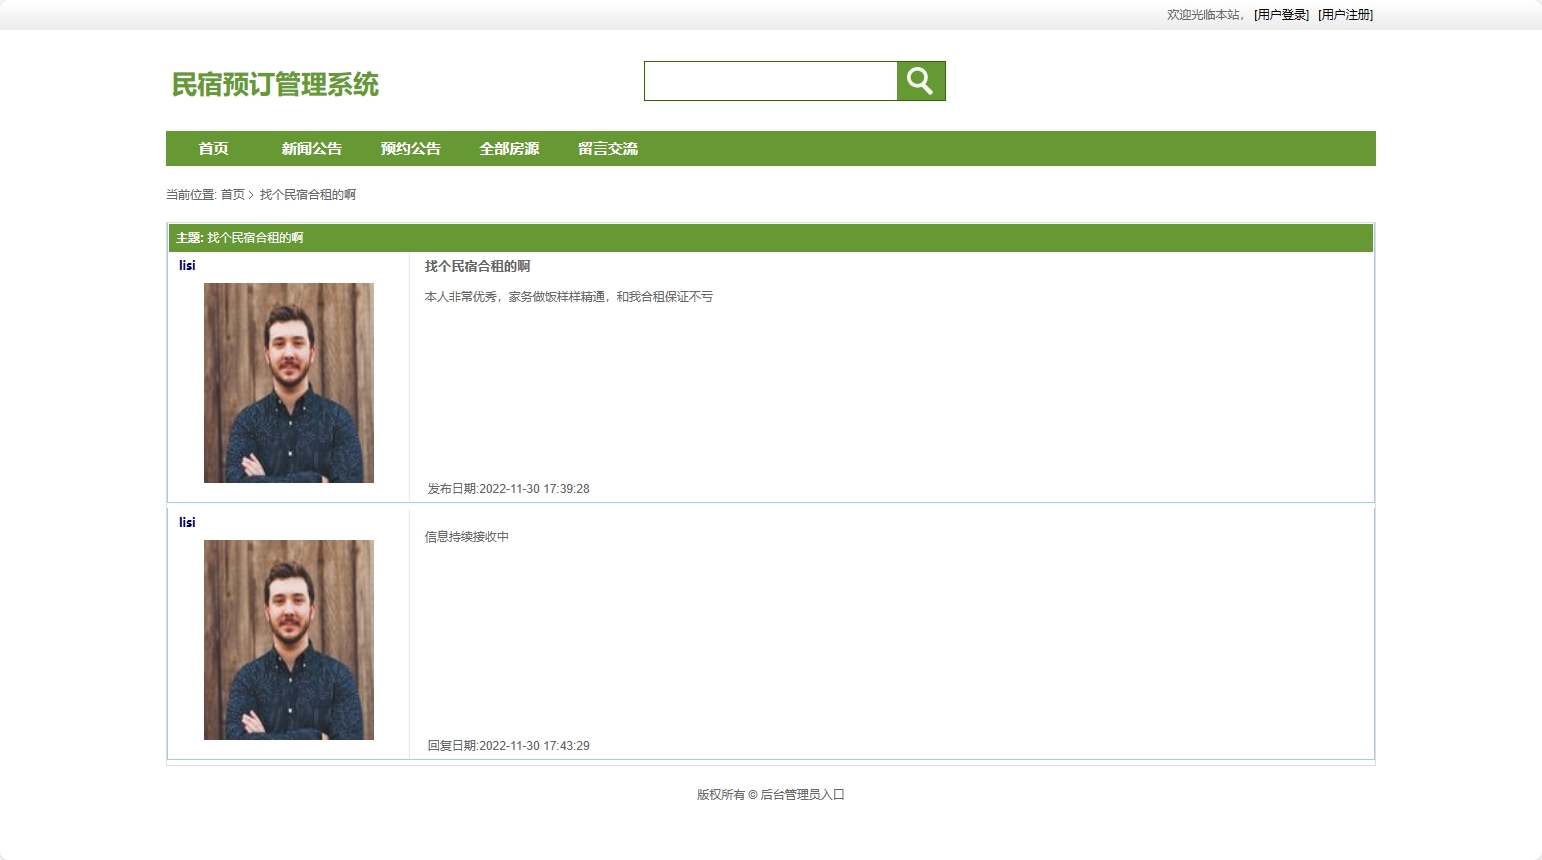 欢迎光临本站， [用户登录] [用户注册]
民宿预订管理系统
首页 新闻公告 预约公告 全部房源 留言交流
当前位置: 首页 > 找个民宿合租的啊
主题: 找个民宿合租的啊
lisi
找个民宿合租的啊
本人非常优秀，家务做饭样样精通，和我合租保证不亏
发布日期:2022-11-30 17:39:28
lisi
信息持续接收中
回复日期:2022-11-30 17:43:29
版权所有 © 后台管理员入口